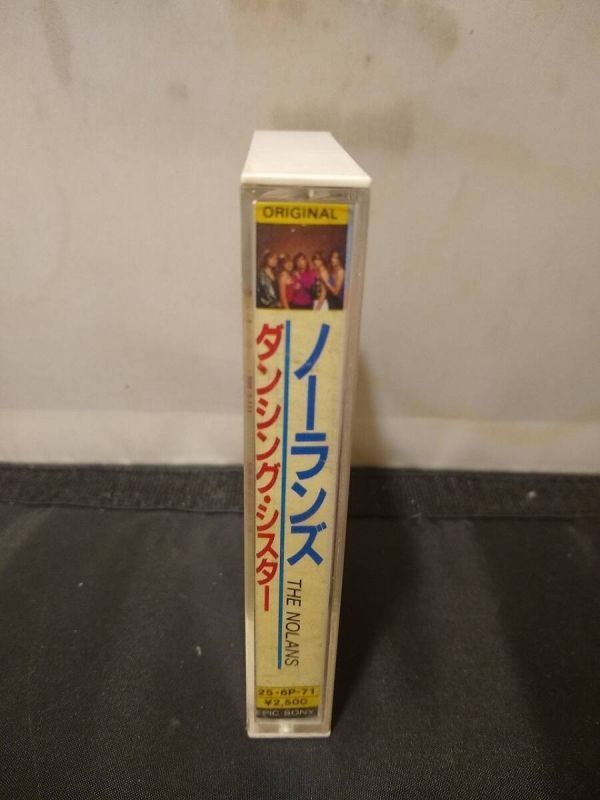 ORIGINAL
ノーランズ
THE NOLANS
ダンシング・シスター
25・6P-71
¥2,500
EPIC・SONY